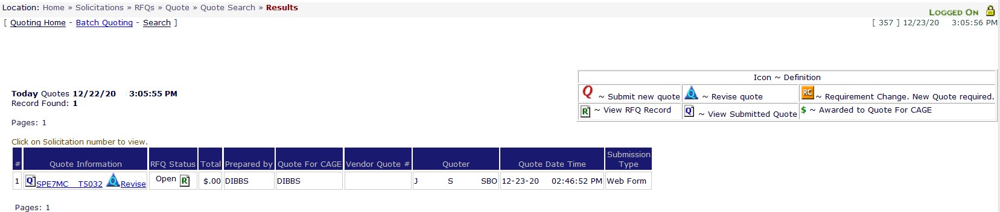 Location: Home » Solicitations » RFQs » Quote » Quote Search » Results
LOGGED ON
[ Quoting Home - Batch Quoting - Search ]
[ 357 ] 12/23/20 3:05:56 PM
Icon ~ Definition
Q ~ Submit new quote Q ~ Revise quote RC ~ Requirement Change. New Quote required.
R ~ View RFQ Record Q ~ View Submitted Quote $ ~ Awarded to Quote For CAGE
Today Quotes 12/22/20 3:05:55 PM
Record Found: 1
Pages: 1
Click on Solicitation number to view.
# Quote Information RFQ Status Total Prepared by Quote For CAGE Vendor Quote # Quoter Quote Date Time Submission Type
1 Q SPE7MC T5032 Q Revise Open R $.00 DIBBS DIBBS J S SBO 12-23-20 02:46:52 PM Web Form
Pages: 1